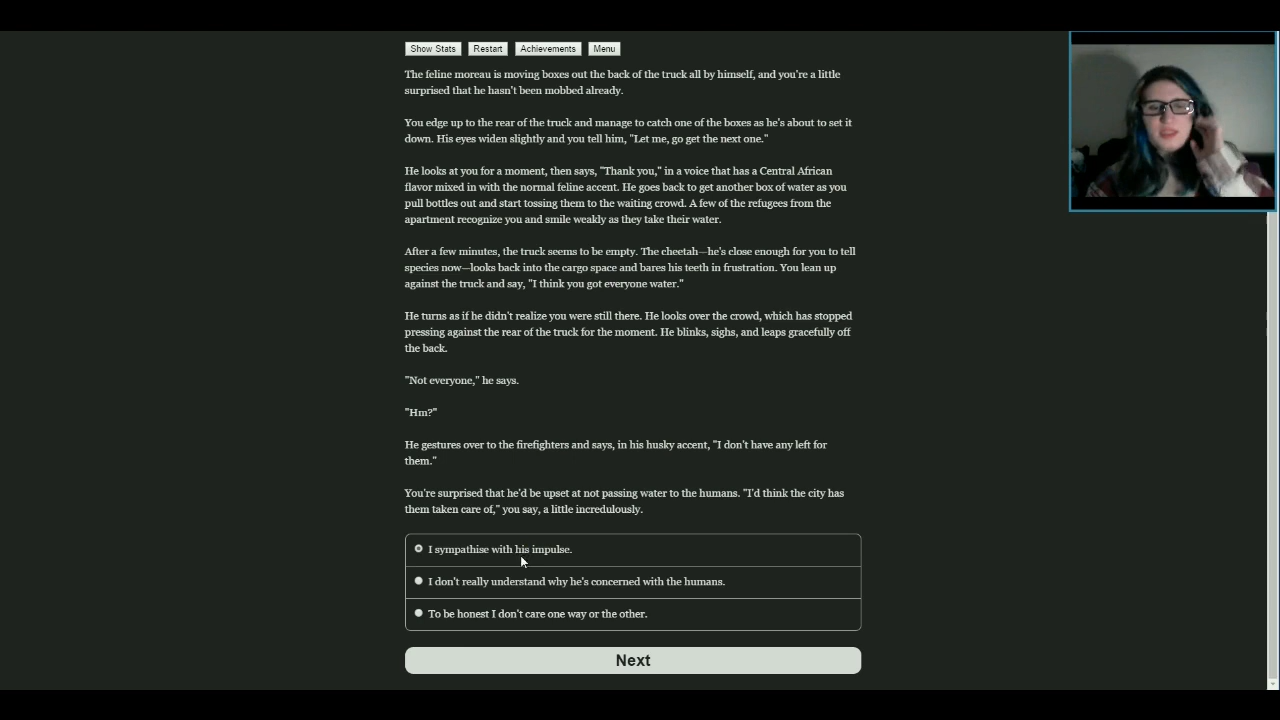 Show Stats Restart Achievements Menu
The feline moreau is moving boxes out the back of the truck all by himself, and you're a little
surprised that he hasn't been mobbed already.
You edge up to the rear of the truck and manage to catch one of the boxes as he's about to set it
down. His eyes widen slightly and you tell him, "Let me, go get the next one."
He looks at you for a moment, then says, "Thank you," in a voice that has a Central African
flavor mixed in with the normal feline accent. He goes back to get another box of water as you
pull bottles out and start tossing them to the waiting crowd. A few of the refugees from the
apartment recognize you and smile weakly as they take their water.
After a few minutes, the truck seems to be empty. The cheetah—he's close enough for you to tell
species now—looks back into the cargo space and bares his teeth in frustration. You lean up
against the truck and say, "I think you got everyone water."
He turns as if he didn't realize you were still there. He looks over the crowd, which has stopped
pressing against the rear of the truck for the moment. He blinks, sighs, and leaps gracefully off
the back.
"Not everyone," he says.
"Hm?"
He gestures over to the firefighters and says, in his husky accent, "I don't have any left for
them."
You're surprised that he'd be upset at not passing water to the humans. "I'd think the city has
them taken care of," you say, a little incredulously.
I sympathise with his impulse.
I don't really understand why he's concerned with the humans.
To be honest I don't care one way or the other.
Next